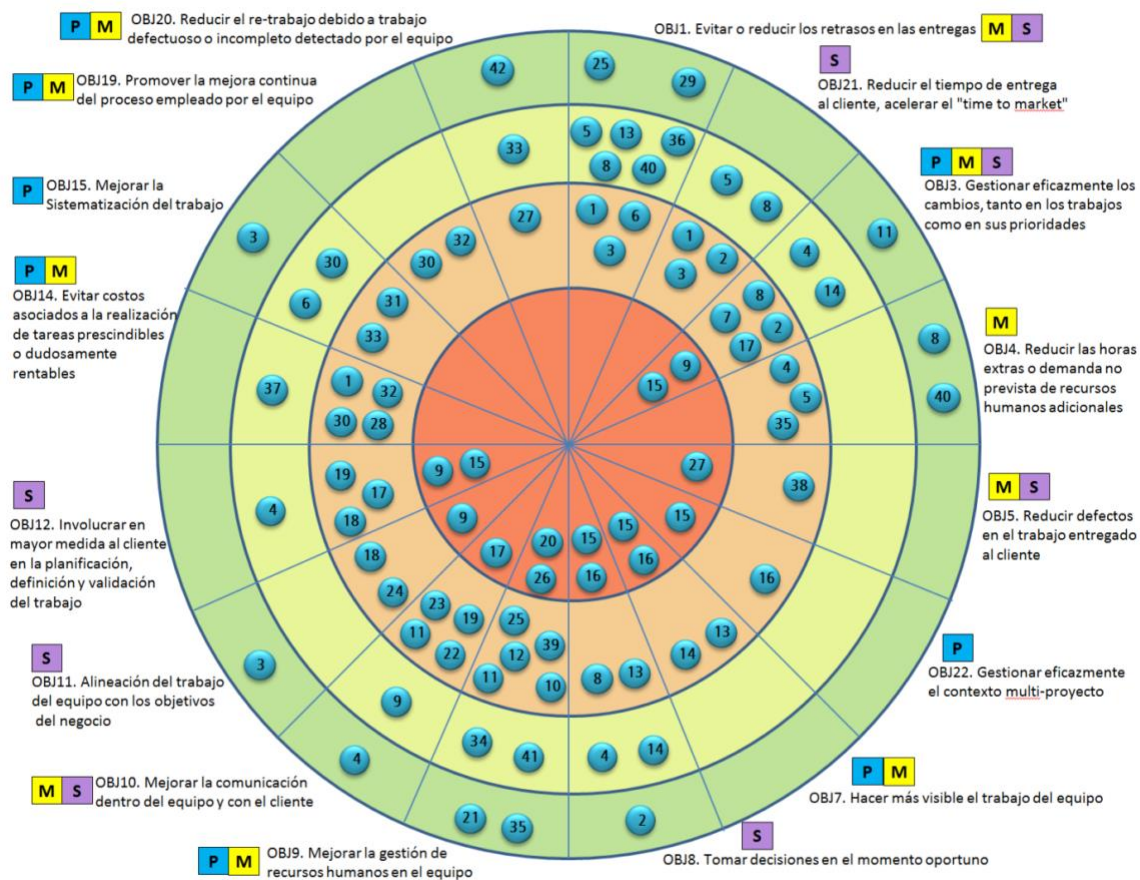 P M OBJ20. Reducir el re-trabajo debido a trabajo
defectuoso o incompleto detectado por el equipo
OBJ1. Evitar o reducir los retrasos en las entregas M S
S
OBJ21. Reducir el tiempo de entrega
al cliente, acelerar el "time to market"
P M OBJ19. Promover la mejora continua
del proceso empleado por el equipo
P M S
OBJ3. Gestionar eficazmente los
cambios, tanto en los trabajos
como en sus prioridades
P OBJ15. Mejorar la
Sistematización del trabajo
P M
OBJ14. Evitar costos
asociados a la realización
de tareas prescindibles
o dudosamente
rentables
M
OBJ4. Reducir las horas
extras o demanda no
prevista de recursos
humanos adicionales
S
OBJ12. Involucrar en
mayor medida al cliente
en la planificación,
definición y validación
del trabajo
M S
OBJ5. Reducir defectos
en el trabajo entregado
al cliente
S
OBJ11. Alineación del trabajo
del equipo con los objetivos
del negocio
P
OBJ22. Gestionar eficazmente
el contexto multi-proyecto
M S OBJ10. Mejorar la comunicación
dentro del equipo y con el cliente
P M
OBJ7. Hacer más visible el trabajo del equipo
P M OBJ9. Mejorar la gestión de
recursos humanos en el equipo
S
OBJ8. Tomar decisiones en el momento oportuno
42 25 29
33 5 13 36
8 40 5 8
27 1 6 3
1 2 3
3 30 6
30 32 31 33
4 14 11
8 7 2 17
8 40
9 15
4 5 35
37 1 32 30 28
19 17 18
9 15
4
27 38
9 15 16
18 24
17 20 26
15 16 15 16
3
23 19 11 22
25 39 12 11 10
8 13 14 13
9 34 41 4 14
4 21 35 2